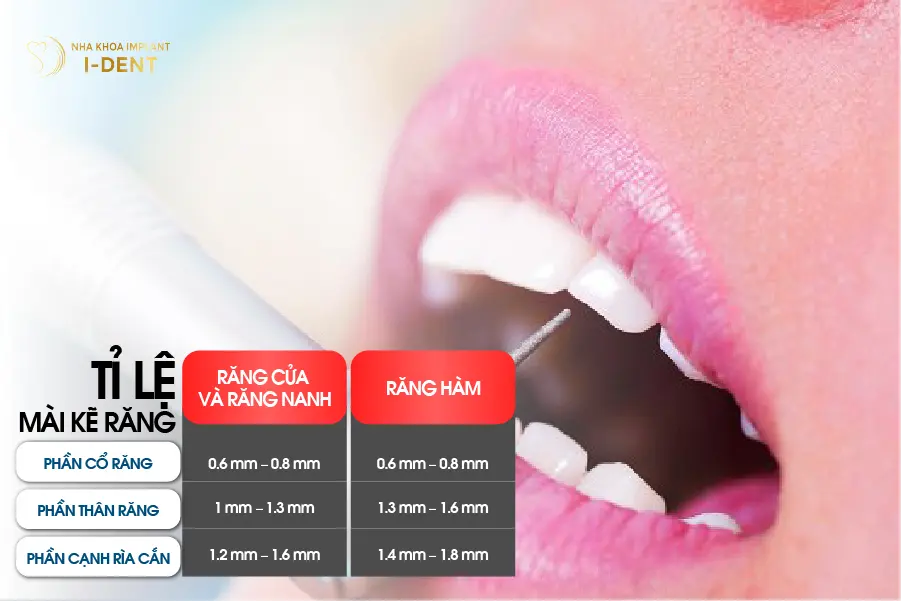 NHA KHOA IMPLANT
I-DENT
TỈ LỆ
MÀI KẼ RĂNG
RĂNG CỬA
VÀ RĂNG NANH
RĂNG HÀM
PHẦN CỔ RĂNG
0.6 mm – 0.8 mm
0.6 mm – 0.8 mm
PHẦN THÂN RĂNG
1 mm – 1.3 mm
1.3 mm – 1.6 mm
PHẦN CẠNH RÌA CẮN
1.2 mm – 1.6 mm
1.4 mm – 1.8 mm